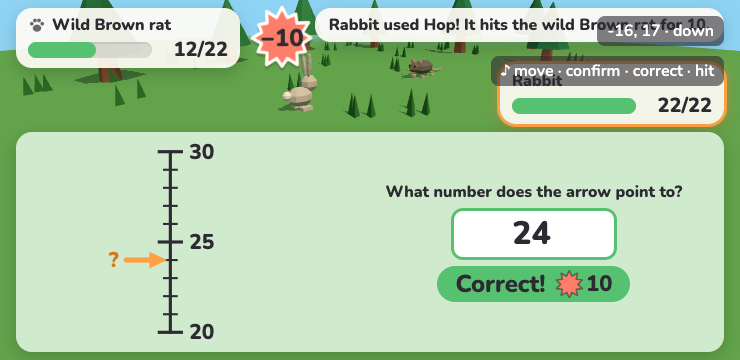 Wild Brown rat
12/22
−10
Rabbit used Hop! It hits the wild Brown rat for 10.
-16, 17 · down
♪ move · confirm · correct · hit
Rabbit
22/22
30
25
20
?
What number does the arrow point to?
24
Correct! 10